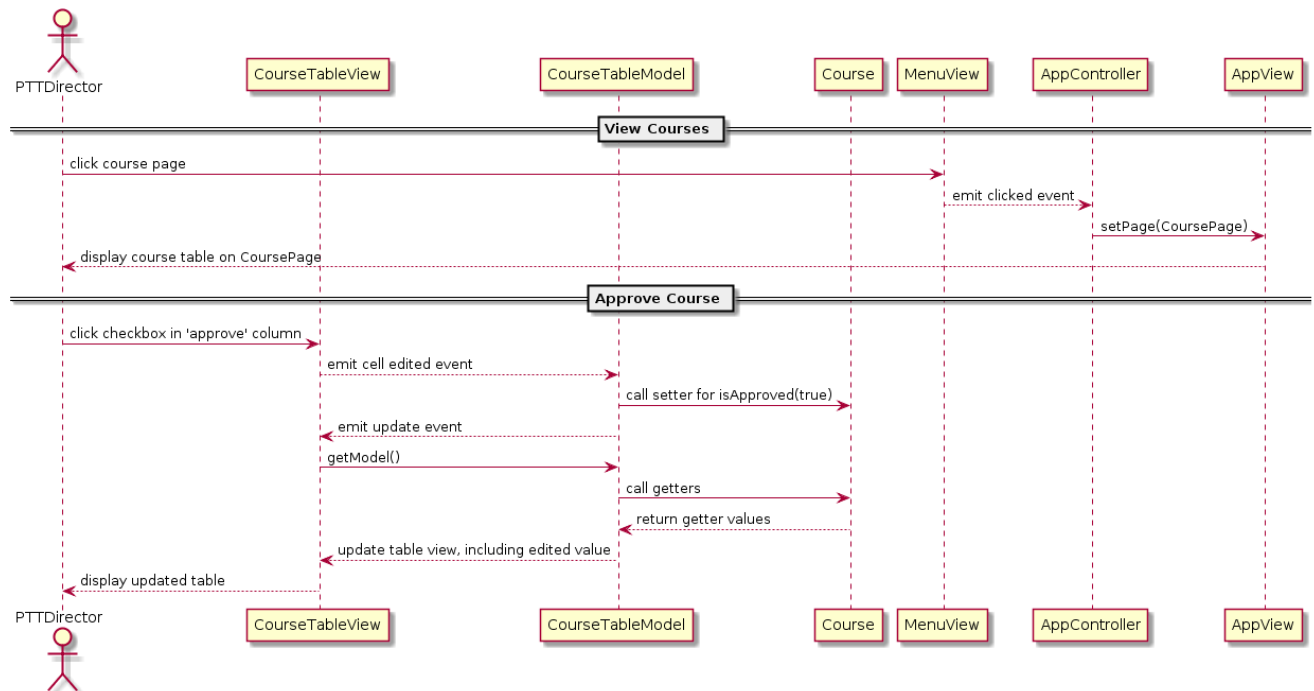 PTTDirector
CourseTableView
CourseTableModel
Course
MenuView
AppController
AppView
View Courses
click course page
emit clicked event
setPage(CoursePage)
display course table on CoursePage
Approve Course
click checkbox in 'approve' column
emit cell edited event
call setter for isApproved(true)
emit update event
getModel()
call getters
return getter values
update table view, including edited value
display updated table
PTTDirector
CourseTableView
CourseTableModel
Course
MenuView
AppController
AppView